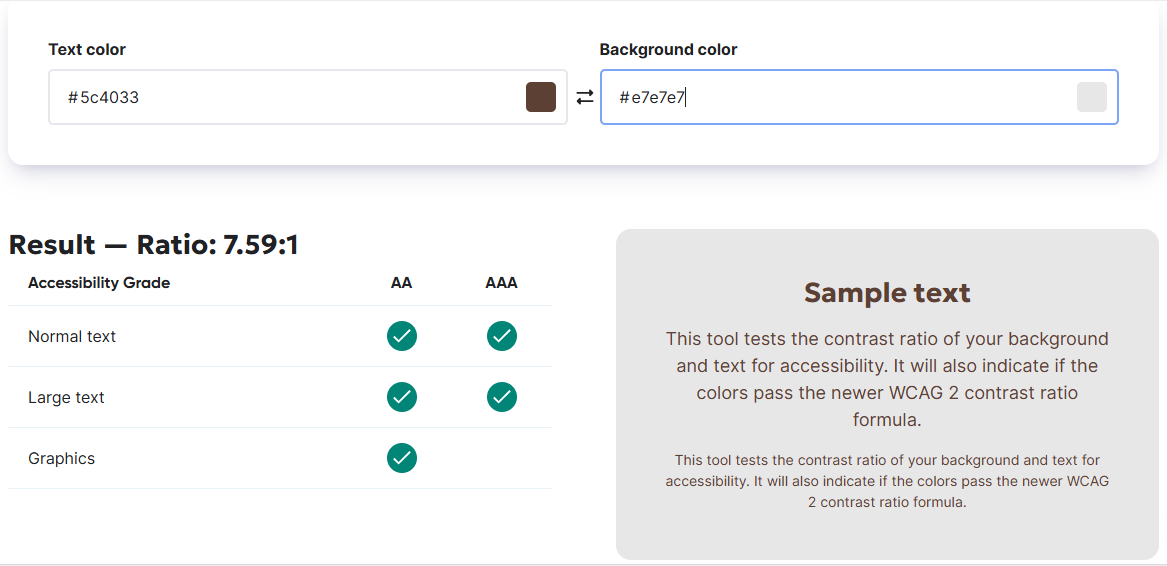 Text color
Background color
#5c4033
#e7e7e7
Result — Ratio: 7.59:1
Accessibility Grade AA AAA
Normal text
Large text
Graphics
Sample text
This tool tests the contrast ratio of your background
and text for accessibility. It will also indicate if the
colors pass the newer WCAG 2 contrast ratio
formula.
This tool tests the contrast ratio of your background and text for
accessibility. It will also indicate if the colors pass the newer WCAG
2 contrast ratio formula.